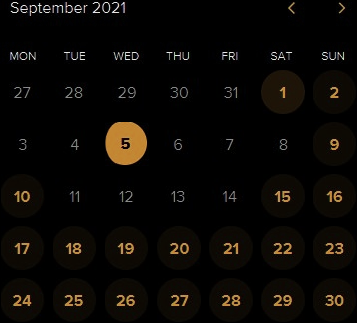 September 2021 < >
MON TUE WED THU FRI SAT SUN
27 28 29 30 31 1 2
3 4 5 6 7 8 9
10 11 12 13 14 15 16
17 18 19 20 21 22 23
24 25 26 27 28 29 30